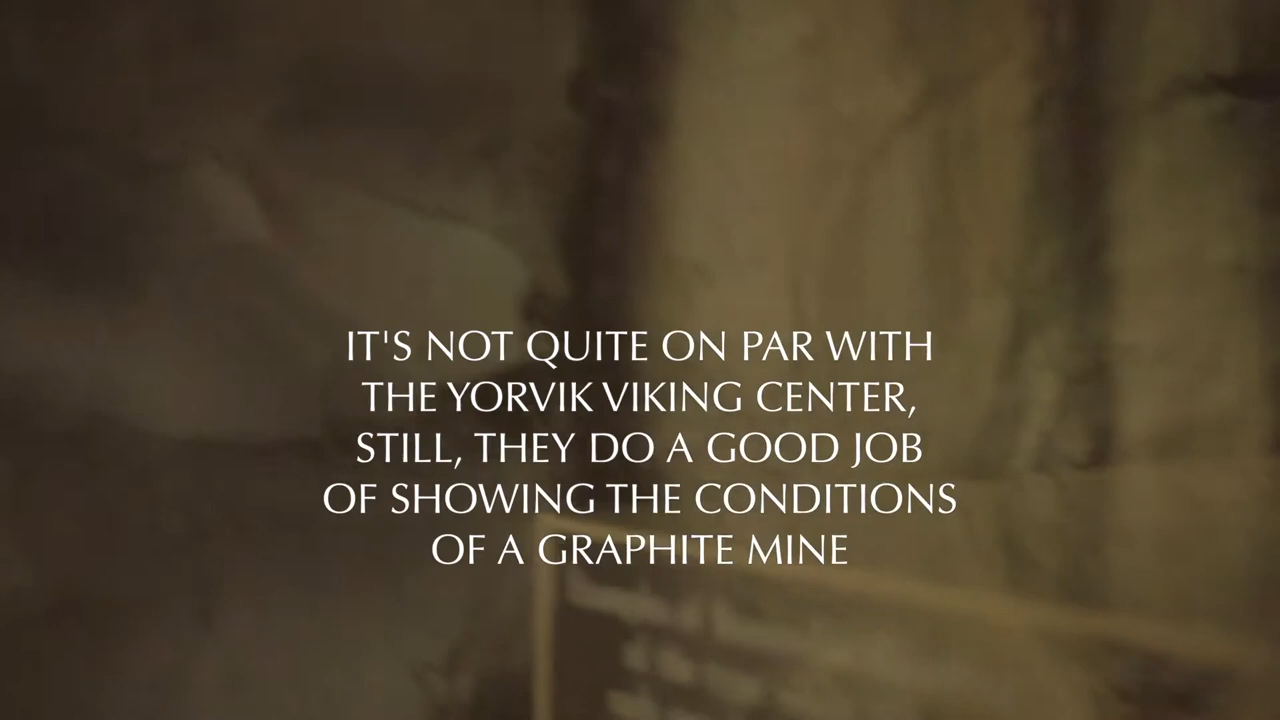 IT'S NOT QUITE ON PAR WITH
THE YORVIK VIKING CENTER,
STILL, THEY DO A GOOD JOB
OF SHOWING THE CONDITIONS
OF A GRAPHITE MINE